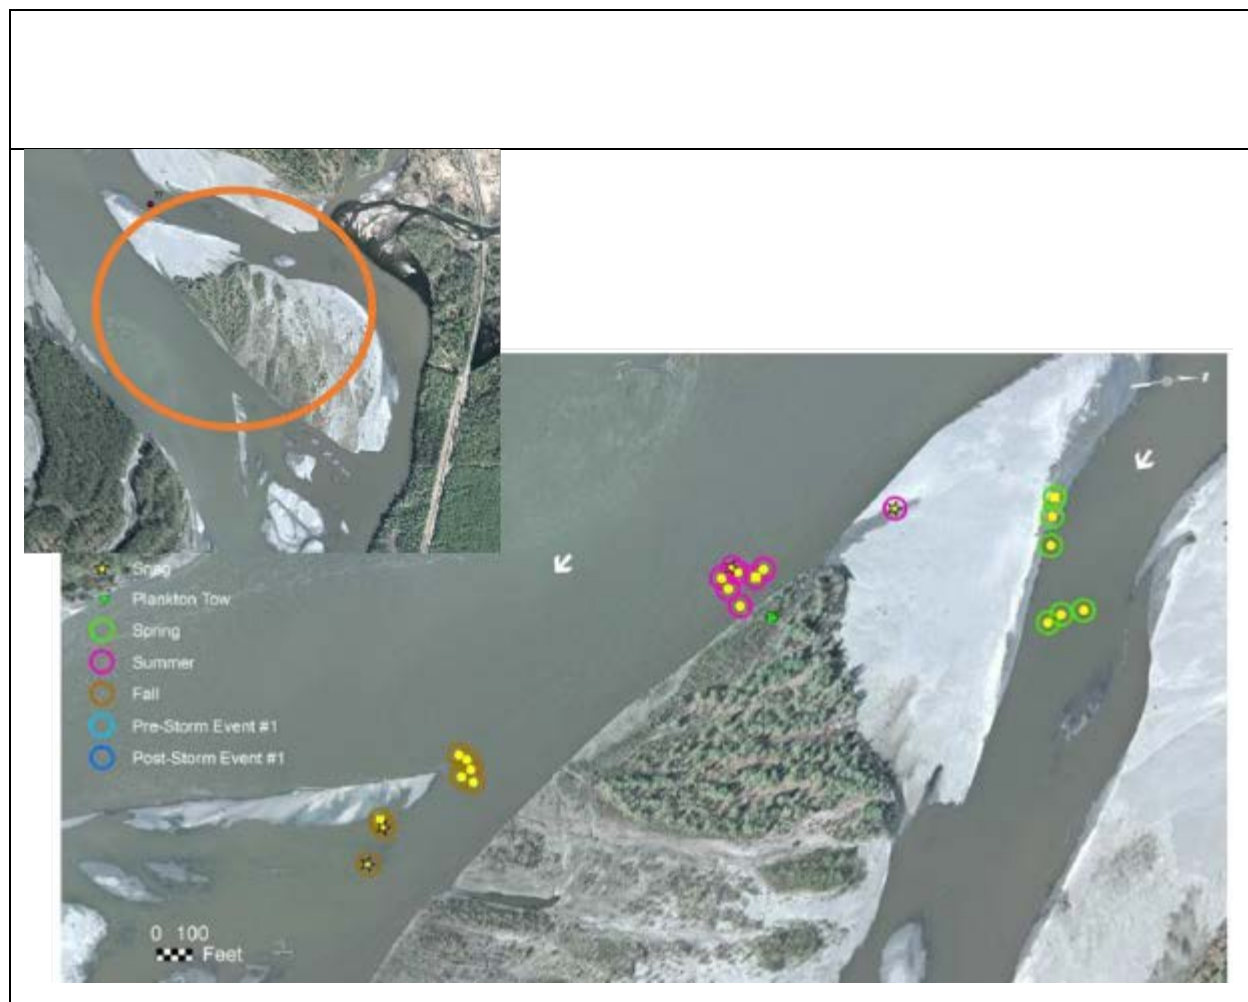 Snag
Plankton Tow
Spring
Summer
Fall
Pre-Storm Event #1
Post-Storm Event #1
0 100
Feet